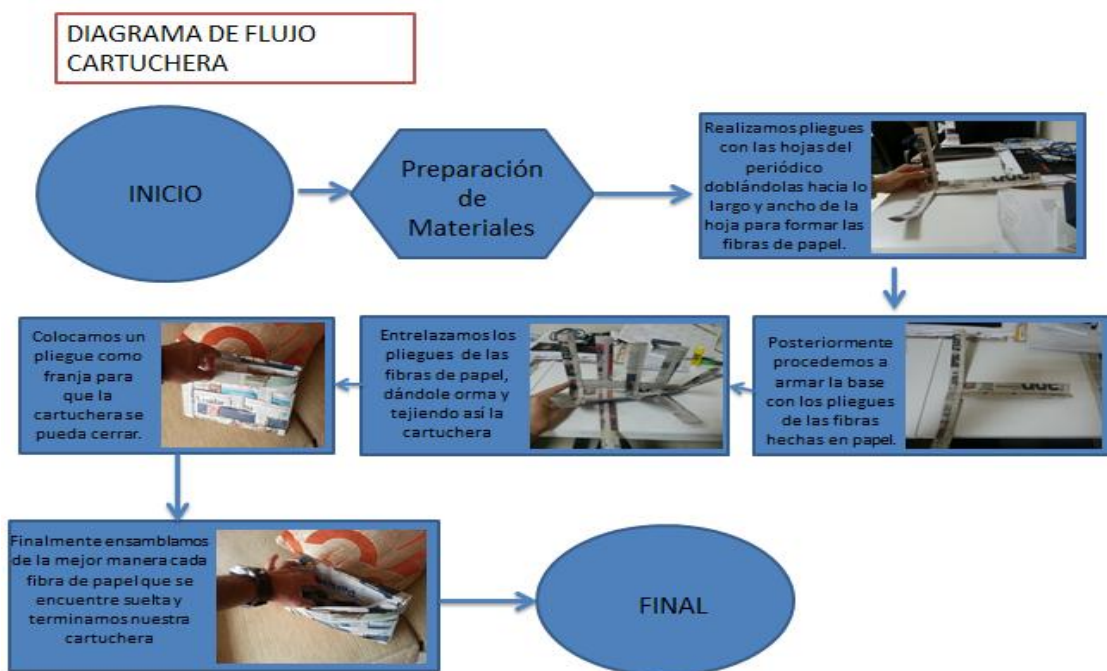 DIAGRAMA DE FLUJO
CARTUCHERA
INICIO
Preparación
de
Materiales
Realizamos pliegues
con las hojas del
periódico
doblándolas hacia lo
largo y ancho de la
hoja para formar las
fibras de papel.
Posteriormente
procedemos a
armar la base
con los pliegues
de las fibras
hechas en papel.
Entrelazamos los
pliegues de las
fibras de papel,
dándole orma y
tejiendo así la
cartuchera
Colocamos un
pliegue como
franja para
que la
cartuchera se
pueda cerrar.
Finalmente ensamblamos
de la mejor manera cada
fibra de papel que se
encuentre suelta y
terminamos nuestra
cartuchera
FINAL